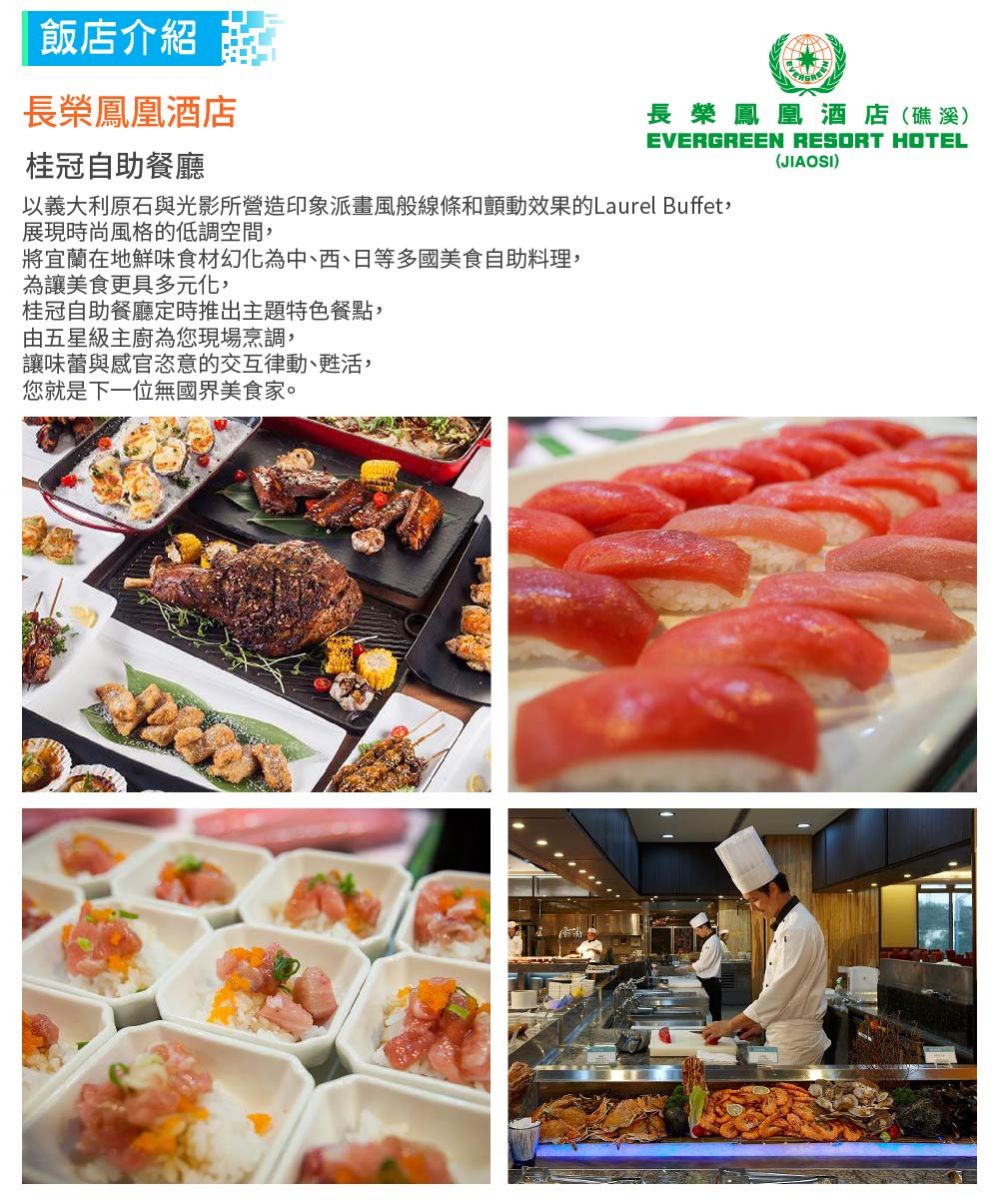 飯店介紹
EVERGREEN
長榮鳳凰酒店（礁溪）
EVERGREEN RESORT HOTEL
(JIAOSI)
長榮鳳凰酒店
桂冠自助餐廳
以義大利原石與光影所營造印象派畫風般線條和顫動效果的Laurel Buffet，
展現時尚風格的低調空間，
將宜蘭在地鮮味食材幻化為中、西、日等多國美食自助料理，
為讓美食更具多元化，
桂冠自助餐廳定時推出主題特色餐點，
由五星級主廚為您現場烹調，
讓味蕾與感官恣意的交互律動、甦活，
您就是下一位無國界美食家。